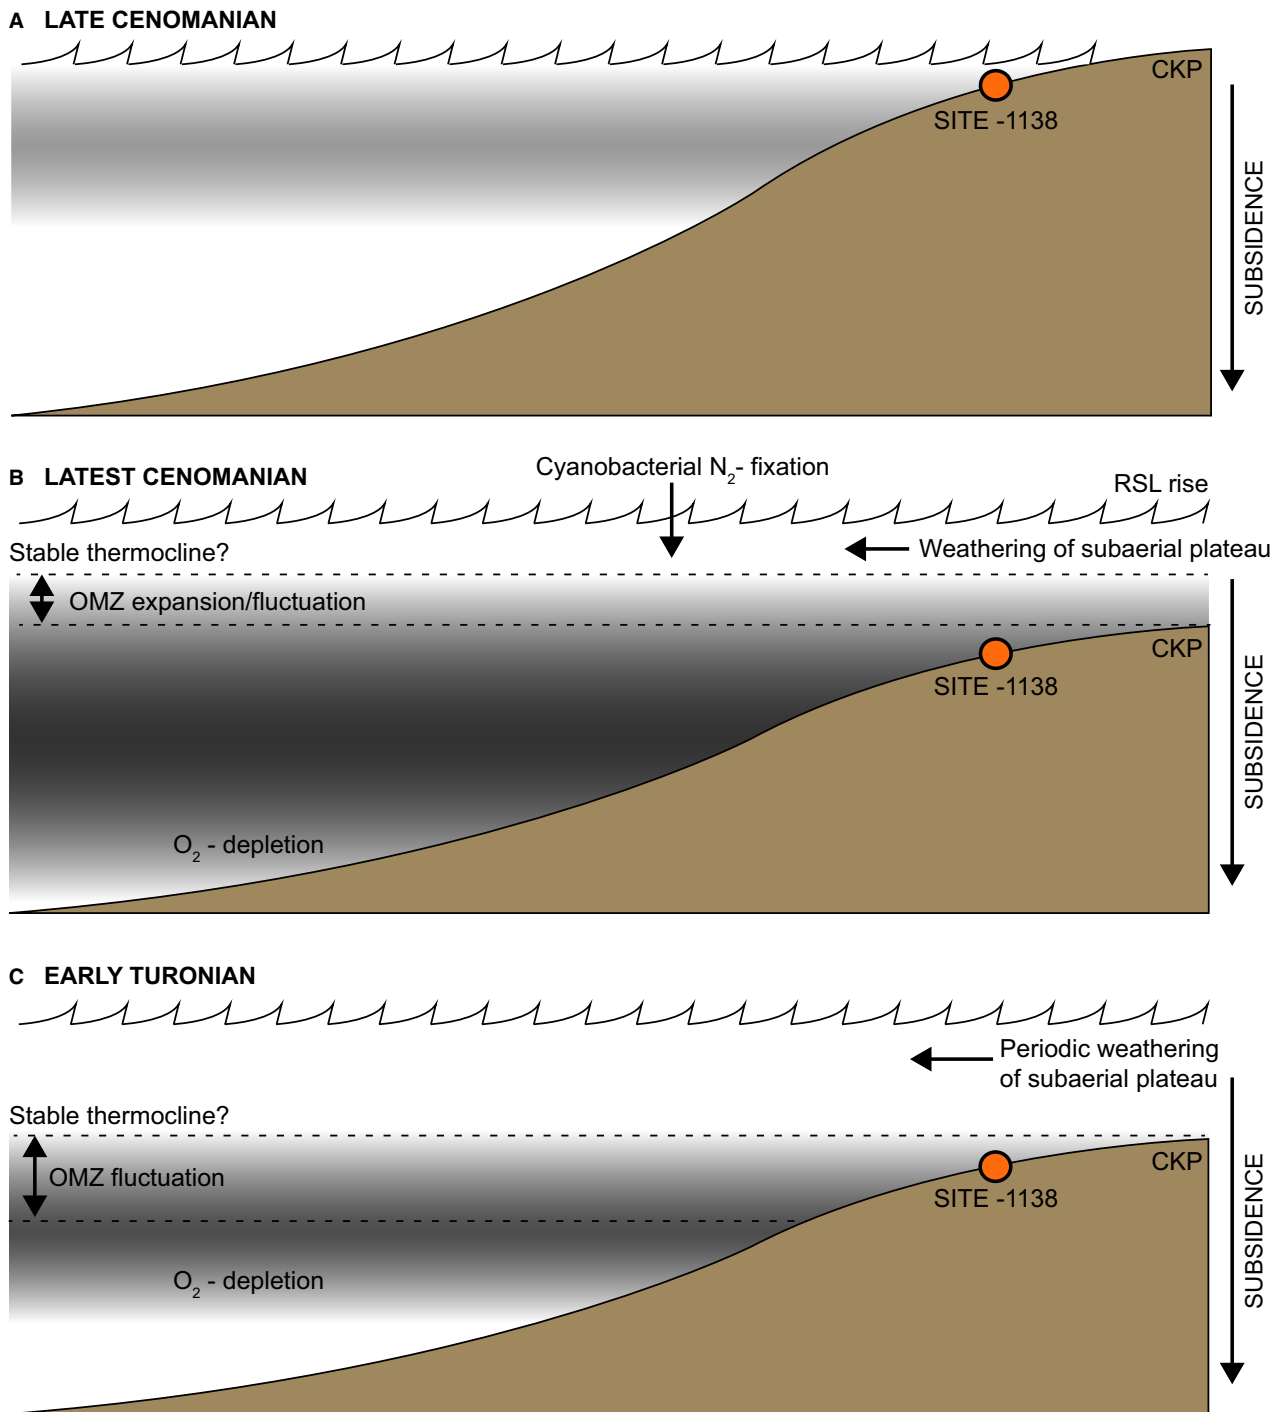 A LATE CENOMANIAN
CKP
SITE -1138
SUBSIDENCE
B LATEST CENOMANIAN
Cyanobacterial N2- fixation
RSL rise
Stable thermocline?
Weathering of subaerial plateau
OMZ expansion/fluctuation
CKP
SITE -1138
SUBSIDENCE
O2 - depletion
C EARLY TURONIAN
Periodic weathering
of subaerial plateau
Stable thermocline?
CKP
OMZ fluctuation
SITE -1138
SUBSIDENCE
O2 - depletion